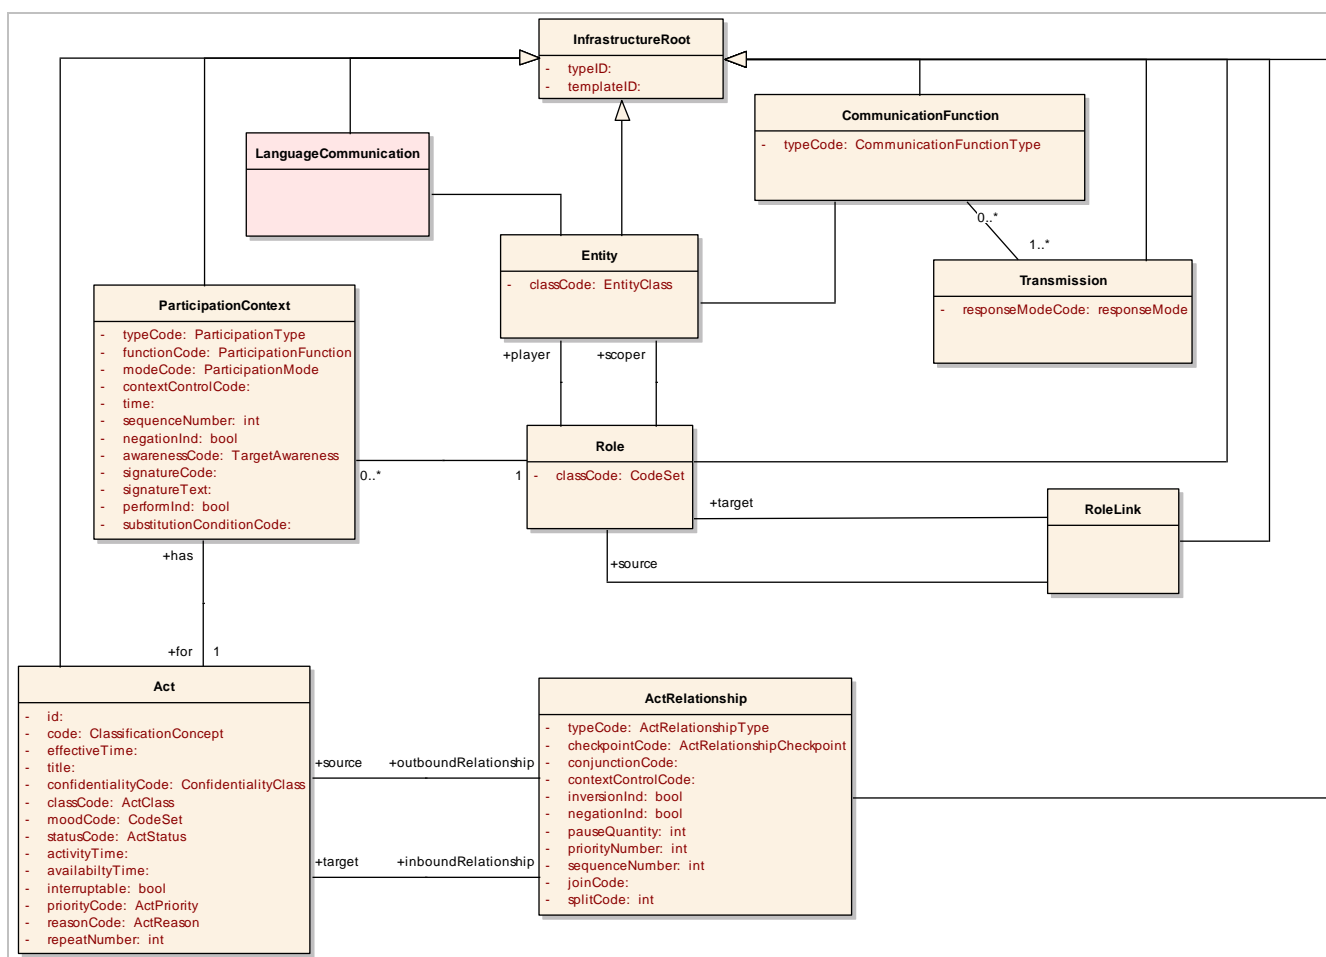 InfrastructureRoot
- typeID:
- templateID:
CommunicationFunction
- typeCode: CommunicationFunctionType
LanguageCommunication
0..*
1..*
Entity
- classCode: EntityClass
Transmission
- responseModeCode: responseMode
ParticipationContext
- typeCode: ParticipationType
- functionCode: ParticipationFunction
- modeCode: ParticipationMode
- contextControlCode:
- time:
- sequenceNumber: int
- negationInd: bool
- awarenessCode: TargetAwareness
- signatureCode:
- signatureText:
- performInd: bool
- substitutionConditionCode:
+player
+scoper
Role
- classCode: CodeSet
0..*
1
+target
+source
RoleLink
+has
+for
1
Act
- id:
- code: ClassificationConcept
- effectiveTime:
- title:
- confidentialityCode: ConfidentialityClass
- classCode: ActClass
- moodCode: CodeSet
- statusCode: ActStatus
- activityTime:
- availabiltyTime:
- interruptable: bool
- priorityCode: ActPriority
- reasonCode: ActReason
- repeatNumber: int
+source
+outboundRelationship
+target
+inboundRelationship
ActRelationship
- typeCode: ActRelationshipType
- checkpointCode: ActRelationshipCheckpoint
- conjunctionCode:
- contextControlCode:
- inversionInd: bool
- negationInd: bool
- pauseQuantity: int
- priorityNumber: int
- sequenceNumber: int
- joinCode:
- splitCode: int